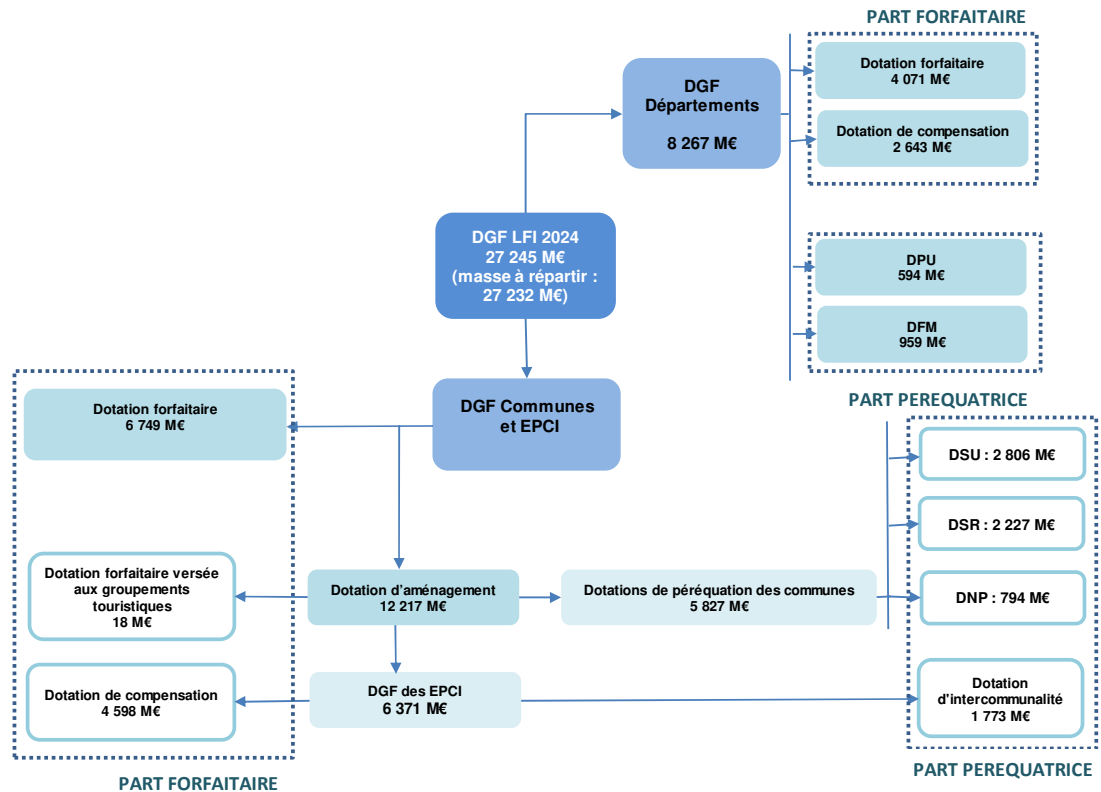 PART FORFAITAIRE
Dotation forfaitaire
4 071 M€
Dotation de compensation
2 643 M€
DGF
Départements
8 267 M€
DGF LFI 2024
27 245 M€
(masse à répartir :
27 232 M€)
DPU
594 M€
DFM
959 M€
PART PEREQUATRICE
DGF Communes
et EPCI
Dotation forfaitaire
6 749 M€
DSU : 2 806 M€
DSR : 2 227 M€
Dotation forfaitaire versée
aux groupements
touristiques
18 M€
Dotation d'aménagement
12 217 M€
Dotations de péréquation des communes
5 827 M€
DNP : 794 M€
Dotation de compensation
4 598 M€
DGF des EPCI
6 371 M€
Dotation
d'intercommunalité
1 773 M€
PART FORFAITAIRE
PART PEREQUATRICE